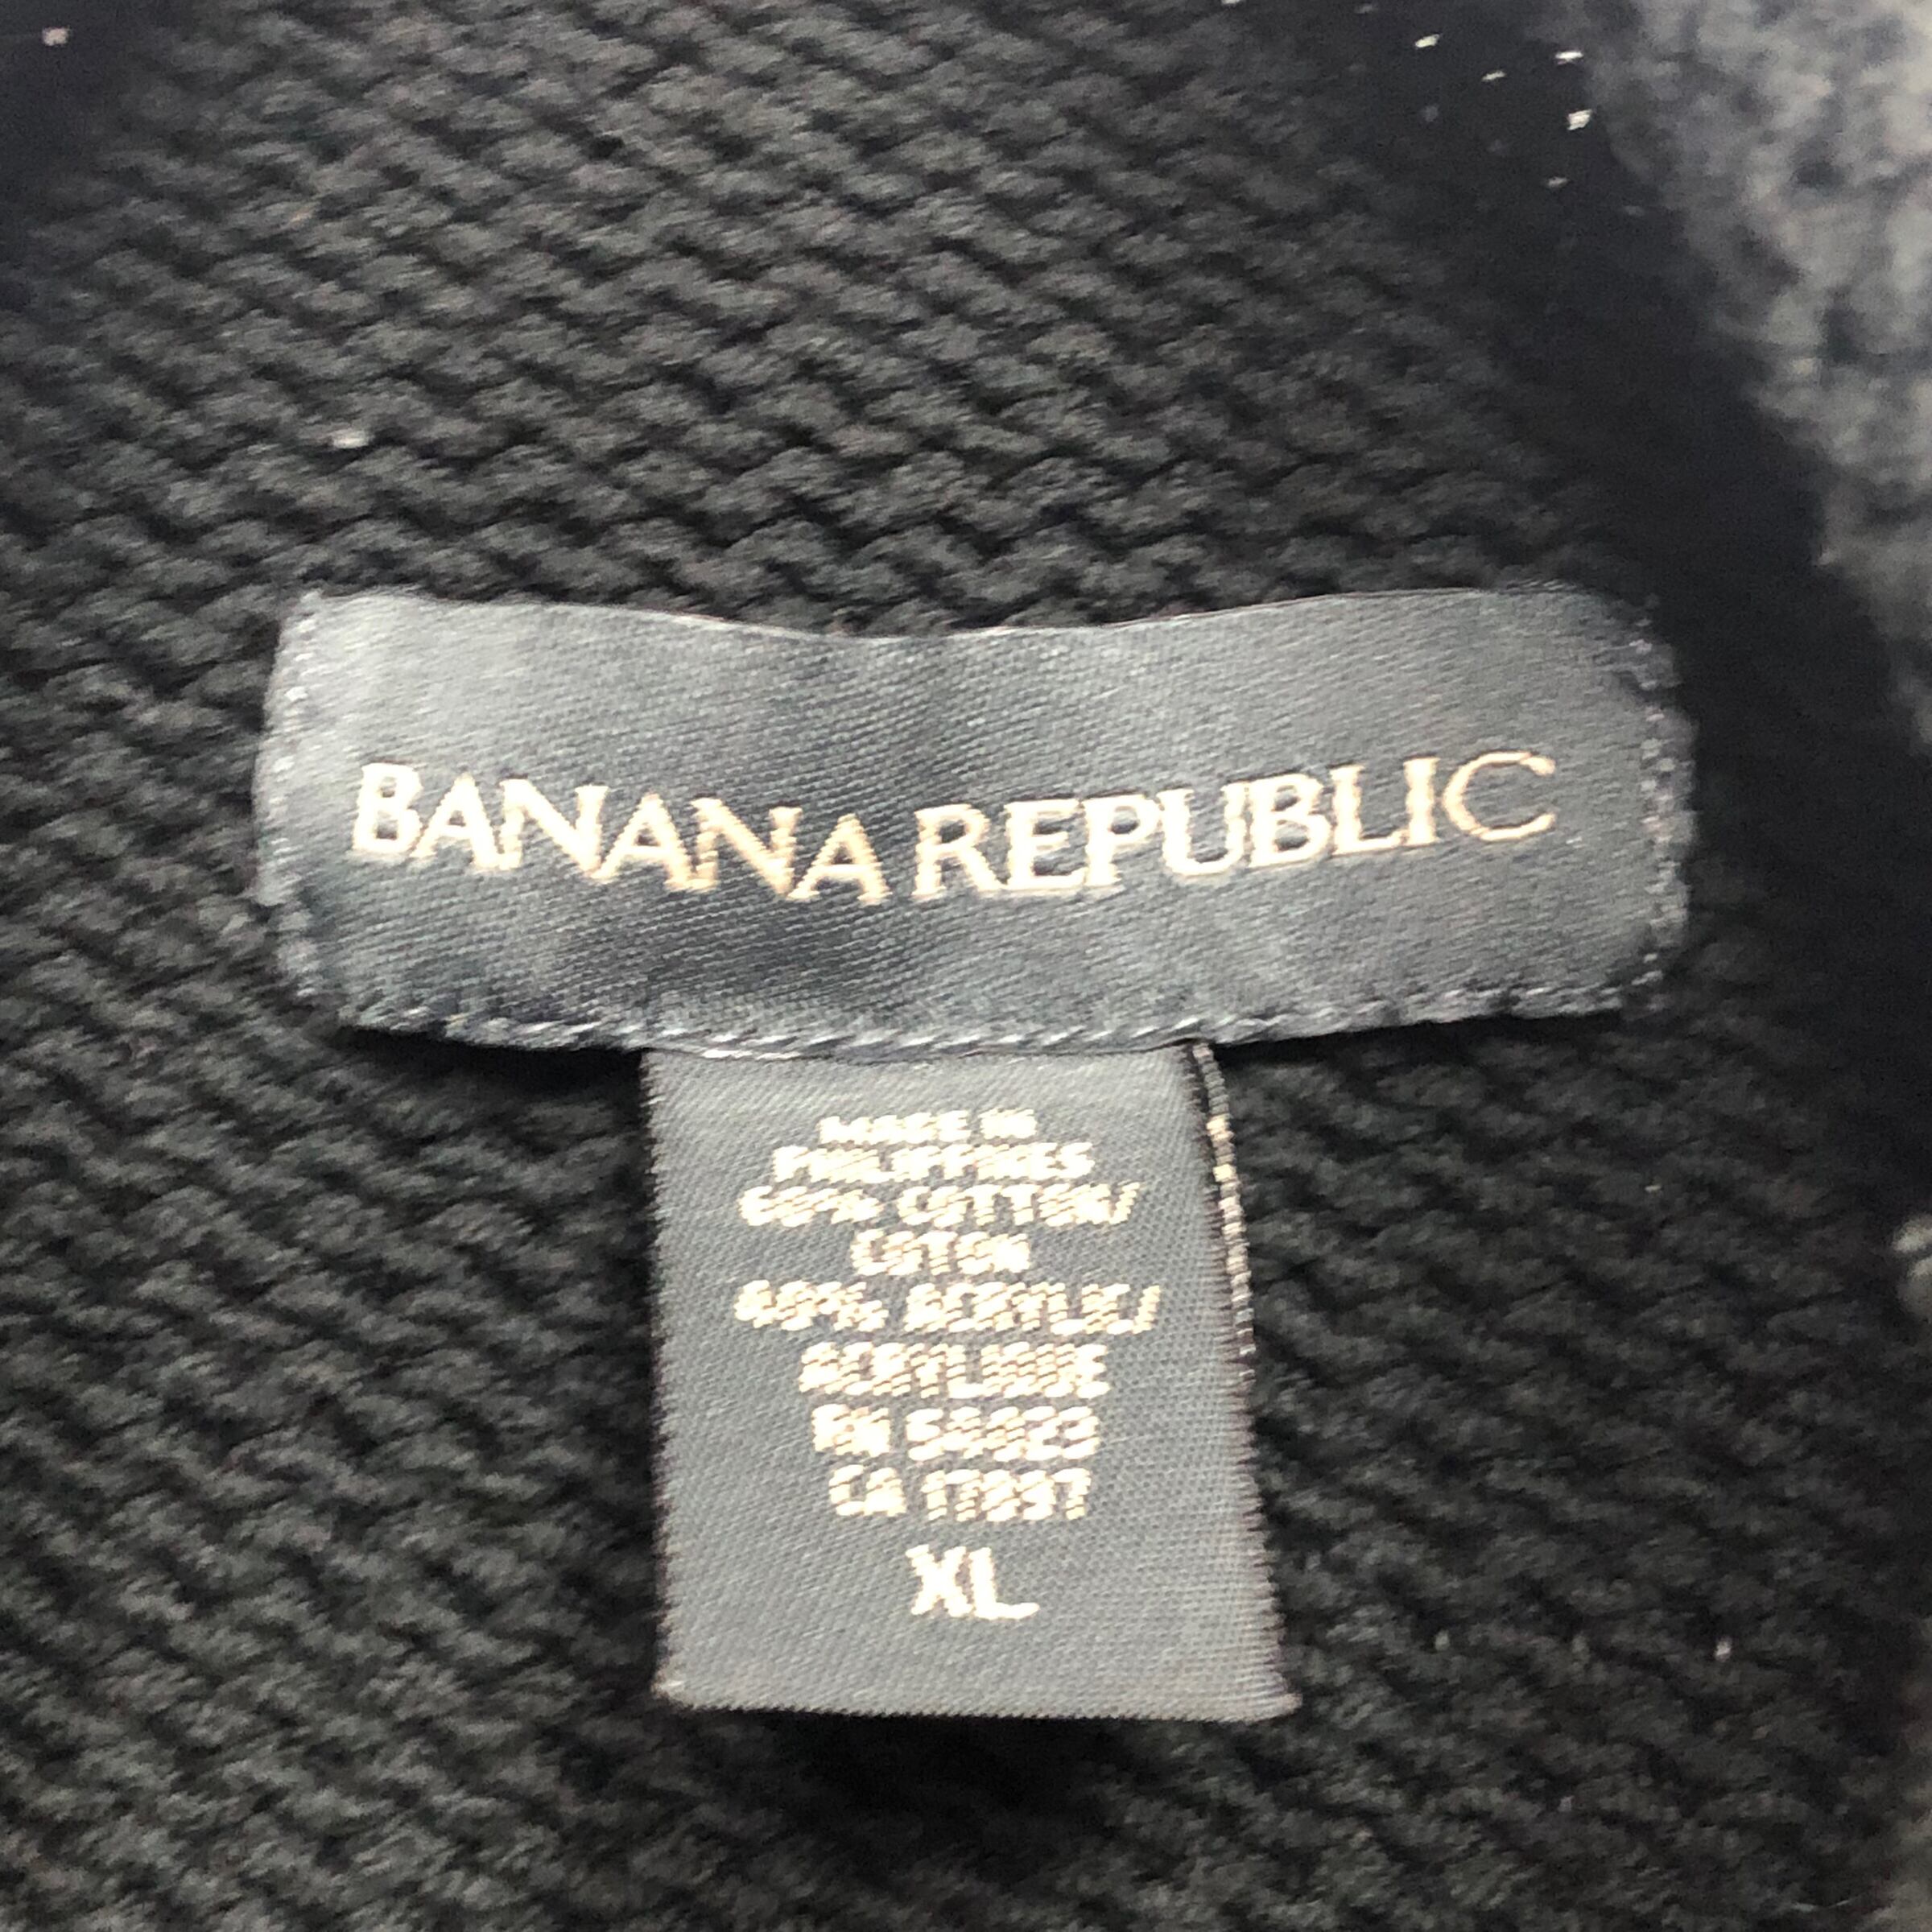 BANANA REPUBLIC
MADE IN
PHILIPPINES
60% COTTON/
COTON
40% ACRYLIC/
ACRYLIQUE
RN 54023
CA 17897
XL